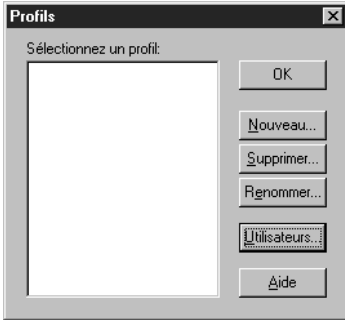 Profils
Sélectionnez un profil:
OK
Nouveau...
Supprimer...
Renommer...
Utilisateurs...
Aide